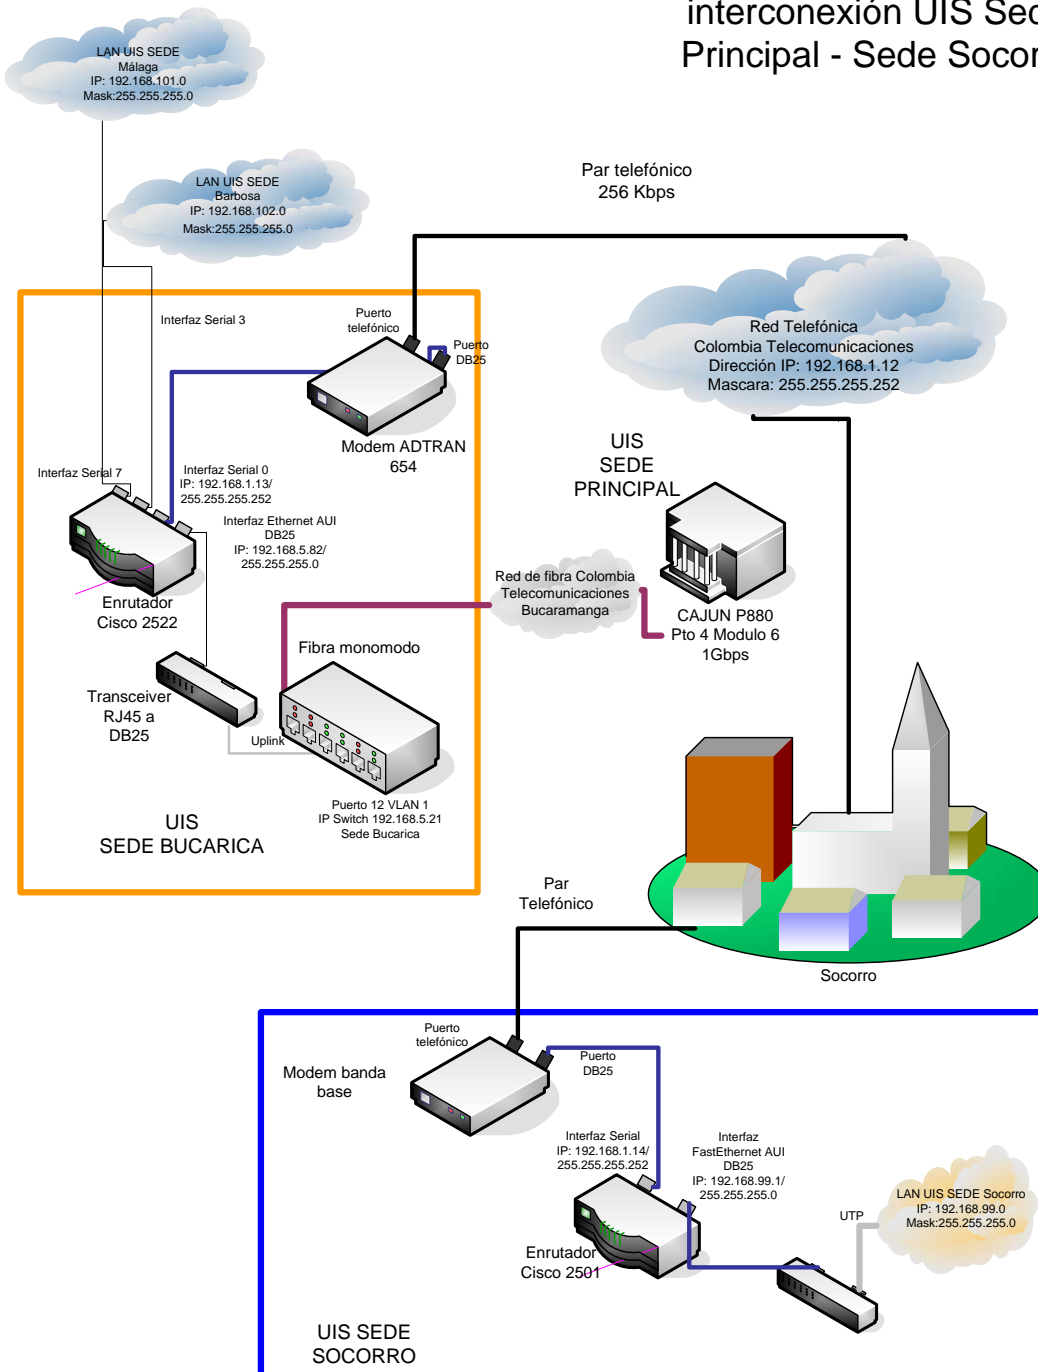 interconexión UIS Sed
Principal - Sede Socor
LAN UIS SEDE
Málaga
IP: 192.168.101.0
Mask:255.255.255.0
LAN UIS SEDE
Barbosa
IP: 192.168.102.0
Mask:255.255.255.0
Par telefónico
256 Kbps
Interfaz Serial 3
Puerto
telefónico
Puerto
DB25
Red Telefónica
Colombia Telecomunicaciones
Dirección IP: 192.168.1.12
Mascara: 255.255.255.252
Modem ADTRAN
654
UIS
SEDE
PRINCIPAL
Interfaz Serial 7
Interfaz Serial 0
IP: 192.168.1.13/
255.255.255.252
Interfaz Ethernet AUI
DB25
IP: 192.168.5.82/
255.255.255.0
Enrutador
Cisco 2522
Red de fibra Colombia
Telecomunicaciones
Bucaramanga
CAJUN P880
Pto 4 Modulo 6
1Gbps
Fibra monomodo
Transceiver
RJ45 a
DB25
Uplink
Puerto 12 VLAN 1
IP Switch 192.168.5.21
Sede Bucarica
UIS
SEDE BUCARICA
Par
Telefónico
Socorro
Puerto
telefónico
Modem banda
base
Puerto
DB25
Interfaz Serial
IP: 192.168.1.14/
255.255.255.252
Interfaz
FastEthernet AUI
DB25
IP: 192.168.99.1/
255.255.255.0
Enrutador
Cisco 2501
UTP
LAN UIS SEDE Socorro
IP: 192.168.99.0
Mask:255.255.255.0
UIS SEDE
SOCORRO